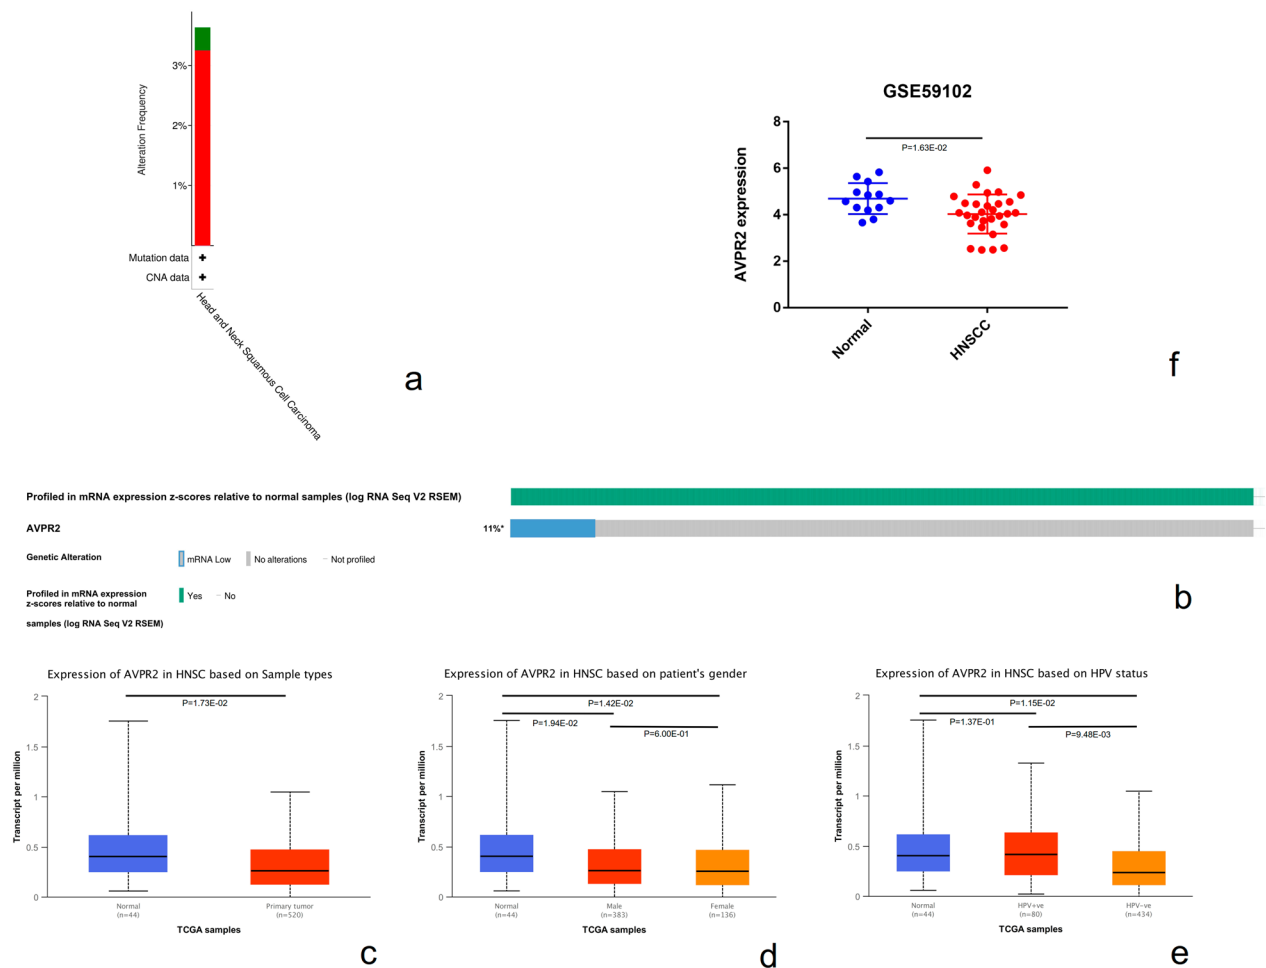 3%
2%
1%
Alteration Frequency
Mutation data
CNA data
Head and Neck Squamous Cell Carcinoma
a
GSE59102
P=1.63E-02
AVPR2 expression
8
6
4
2
0
Normal
HNSCC
f
Profiled in mRNA expression z-scores relative to normal samples (log RNA Seq V2 RSEM)
AVPR2
11%*
Genetic Alteration
mRNA Low
No alterations
Not profiled
Profiled in mRNA expression
z-scores relative to normal
samples (log RNA Seq V2 RSEM)
Yes
No
b
Expression of AVPR2 in HNSC based on Sample types
P=1.73E-02
Transcript per million
2
1.5
1
0.5
0
Normal
(n=44)
Primary tumor
(n=520)
TCGA samples
c
Expression of AVPR2 in HNSC based on patient's gender
P=1.42E-02
P=1.94E-02
P=6.00E-01
Transcript per million
2
1.5
1
0.5
0
Normal
(n=44)
Male
(n=383)
Female
(n=136)
TCGA samples
d
Expression of AVPR2 in HNSC based on HPV status
P=1.15E-02
P=1.37E-01
P=9.48E-03
Transcript per million
2
1.5
1
0.5
0
Normal
(n=44)
HPV+ve
(n=80)
HPV-ve
(n=434)
TCGA samples
e